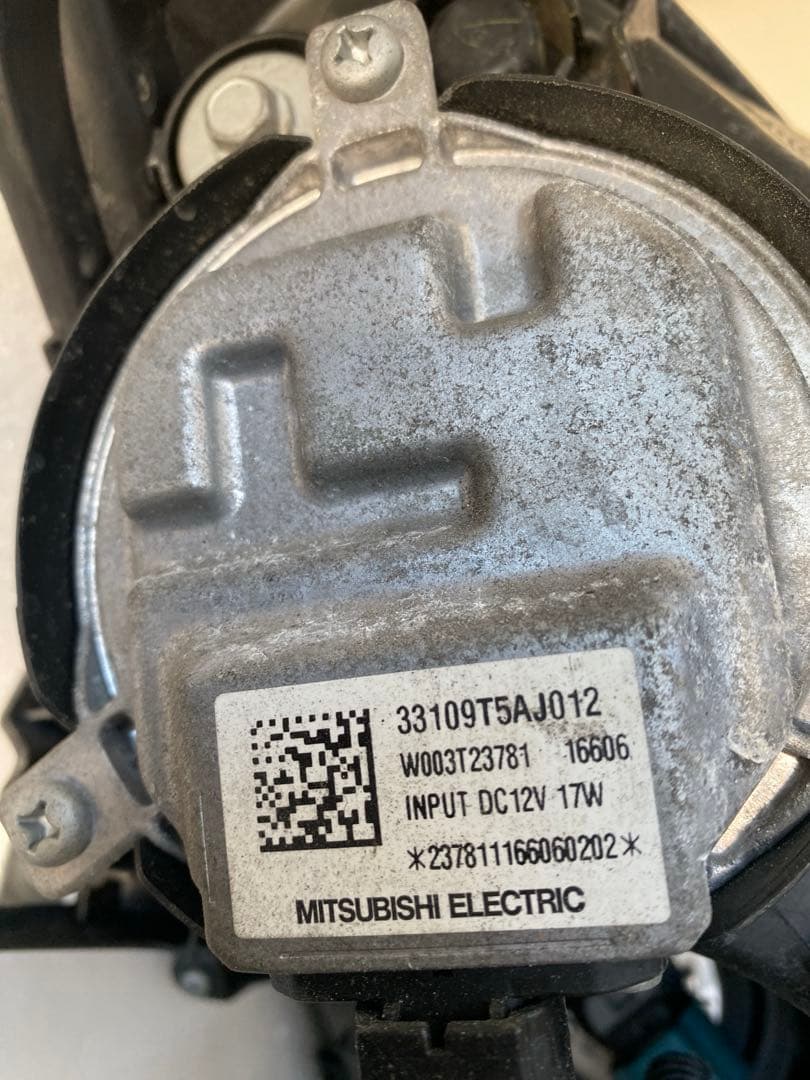 33109T5AJ012
W003T23781 16606
INPUT DC12V 17W
*237811166060202*
MITSUBISHI ELECTRIC